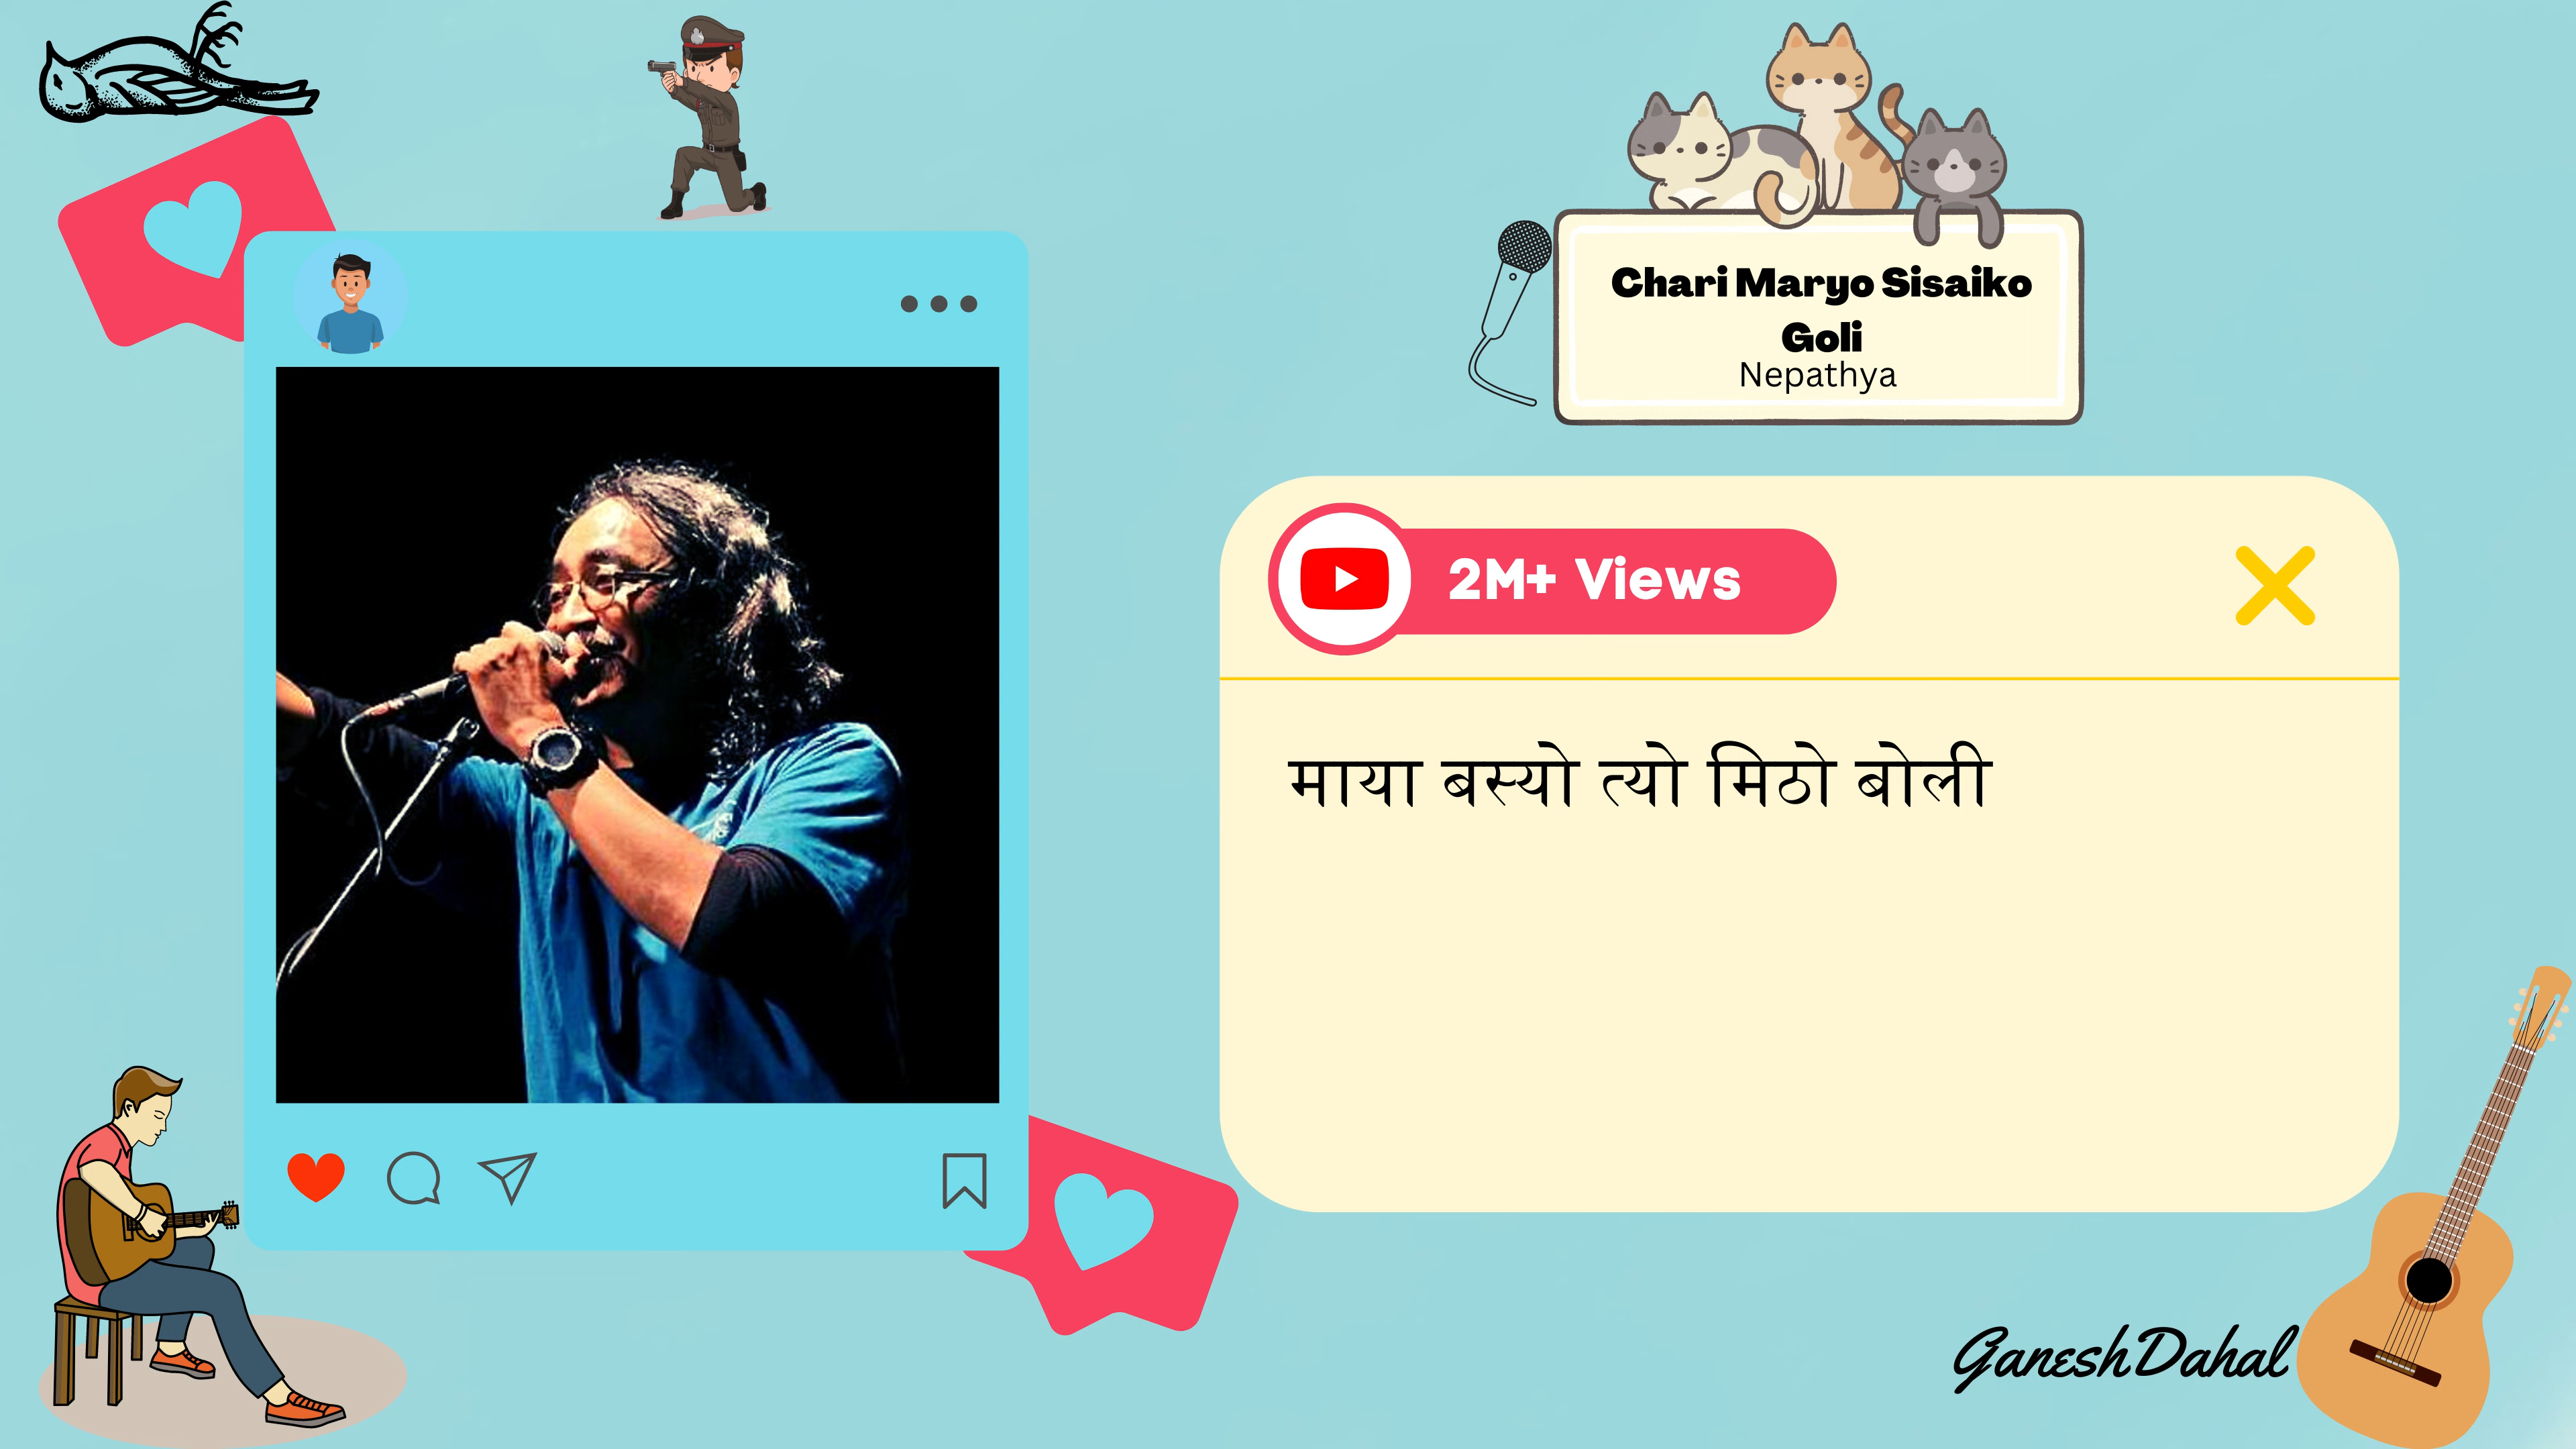 Chari Maryo Sisaiko
Goli
Nepathya
2M+ Views
माया बस्यो त्यो मिठो बोली
GaneshDahal